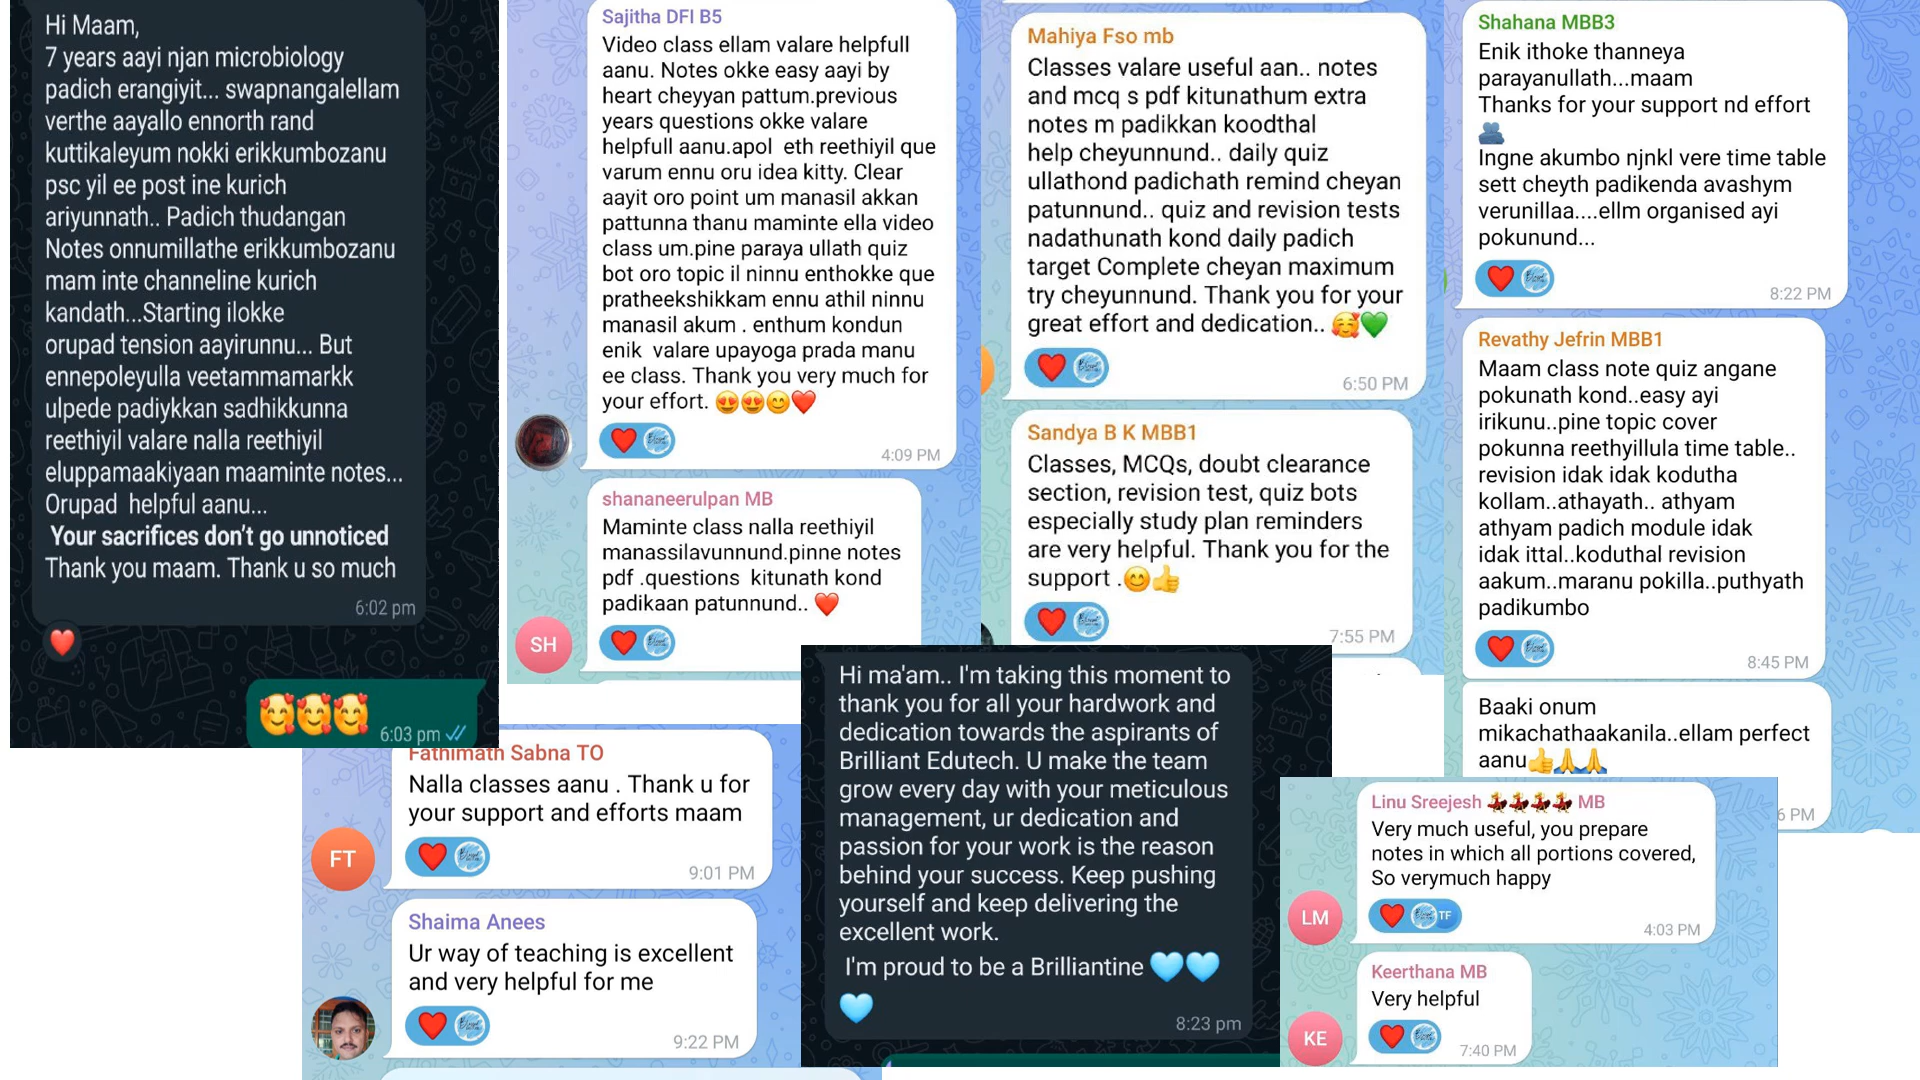 Hi Maam,
7 years aayi njan microbiology
padich erangiyit... swapnangalellam
verthe aayallo ennorth rand
kuttikaleyum nokki erikkumbozanu
psc yil ee post ine kurich
ariyunnath.. Padich thudangan
Notes onnumillathe erikkumbozanu
mam inte channeline kurich
kandath...Starting ilokke
orupad tension aayirunnu... But
ennepoleyulla veetammamarkk
ulpede padiykkan sadhikkunna
reethiyil valare nalla reethiyil
eluppamaakiyaan maaminte notes...
Orupad  helpful aanu...
Your sacrifices don't go unnoticed
Thank you maam. Thank u so much
6:02 pm
❤️
🥰🥰🥰
6:03 pm
Sajitha DFI B5
Video class ellam valare helpfull
aanu. Notes okke easy aayi by
heart cheyyan pattum.previous
years questions okke valare
helpfull aanu.apol  eth reethiyil que
varum ennu oru idea kitty. Clear
aayit oro point um manasil akkan
pattunna thanu maminte ella video
class um.pine paraya ullath quiz
bot oro topic il ninnu enthokke que
pratheekshikkam ennu athil ninnu
manasil akum . enthum kondun
enik  valare upayoga prada manu
ee class. Thank you very much for
your effort. 😍😍😊❤️
4:09 PM
shananeerulpan MB
Maminte class nalla reethiyil
manassilavunnund.pinne notes
pdf .questions  kitunath kond
padikaan patunnund.. ❤️
SH
Mahiya Fso mb
Classes valare useful aan.. notes
and mcq s pdf kitunathum extra
notes m padikkan koodthal
help cheyunnund.. daily quiz
ullathond padichath remind cheyan
patunnund.. quiz and revision tests
nadathunath kond daily padich
target Complete cheyan maximum
try cheyunnund. Thank you for your
great effort and dedication.. 🥰💚
6:50 PM
Sandya B K MBB1
Classes, MCQs, doubt clearance
section, revision test, quiz bots
especially study plan reminders
are very helpful. Thank you for the
support .😊👍
7:55 PM
Shahana MBB3
Enik ithoke thanneya
parayanullath...maam
Thanks for your support nd effort
🫂
Ingne akumbo njnkl vere time table
sett cheyth padikenda avashym
verunillaa....ellm organised ayi
pokunund...
8:22 PM
Revathy Jefrin MBB1
Maam class note quiz angane
pokunath kond..easy ayi
irikunu..pine topic cover
pokunna reethyillula time table..
revision idak idak kodutha
kollam..athayath.. athyam
athyam padich module idak
idak ittal..koduthal revision
aakum..maranu pokilla..puthyath
padikumbo
8:45 PM
Baaki onum
mikachathaakanila..ellam perfect
aanu👍🙏🙏
6 PM
Fathimath Sabna TO
Nalla classes aanu . Thank u for
your support and efforts maam
FT
9:01 PM
Shaima Anees
Ur way of teaching is excellent
and very helpful for me
9:22 PM
Hi ma'am.. I'm taking this moment to
thank you for all your hardwork and
dedication towards the aspirants of
Brilliant Edutech. U make the team
grow every day with your meticulous
management, ur dedication and
passion for your work is the reason
behind your success. Keep pushing
yourself and keep delivering the
excellent work.
I'm proud to be a Brilliantine 🩵🩵
🩵
8:23 pm
Linu Sreejesh 💃💃💃💃 MB
Very much useful, you prepare
notes in which all portions covered,
So verymuch happy
LM
TF
4:03 PM
Keerthana MB
Very helpful
KE
7:40 PM